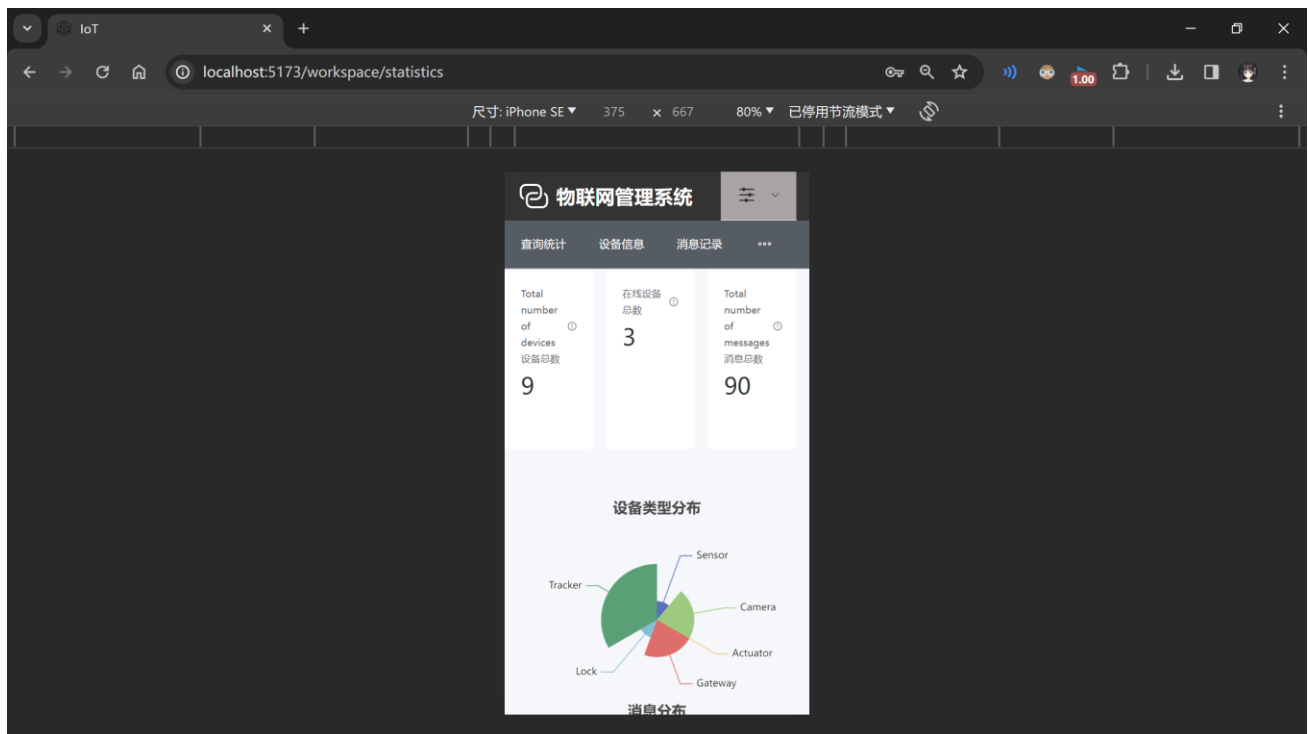 IoT
localhost:5173/workspace/statistics
1.00
尺寸: iPhone SE 375 × 667 80% 已停用节流模式
物联网管理系统
查询统计 设备信息 消息记录 •••
Total
number
of
devices
设备总数
9
在线设备
总数
3
Total
number
of
messages
消息总数
90
设备类型分布
Sensor
Tracker
Camera
Actuator
Lock
Gateway
消息分布